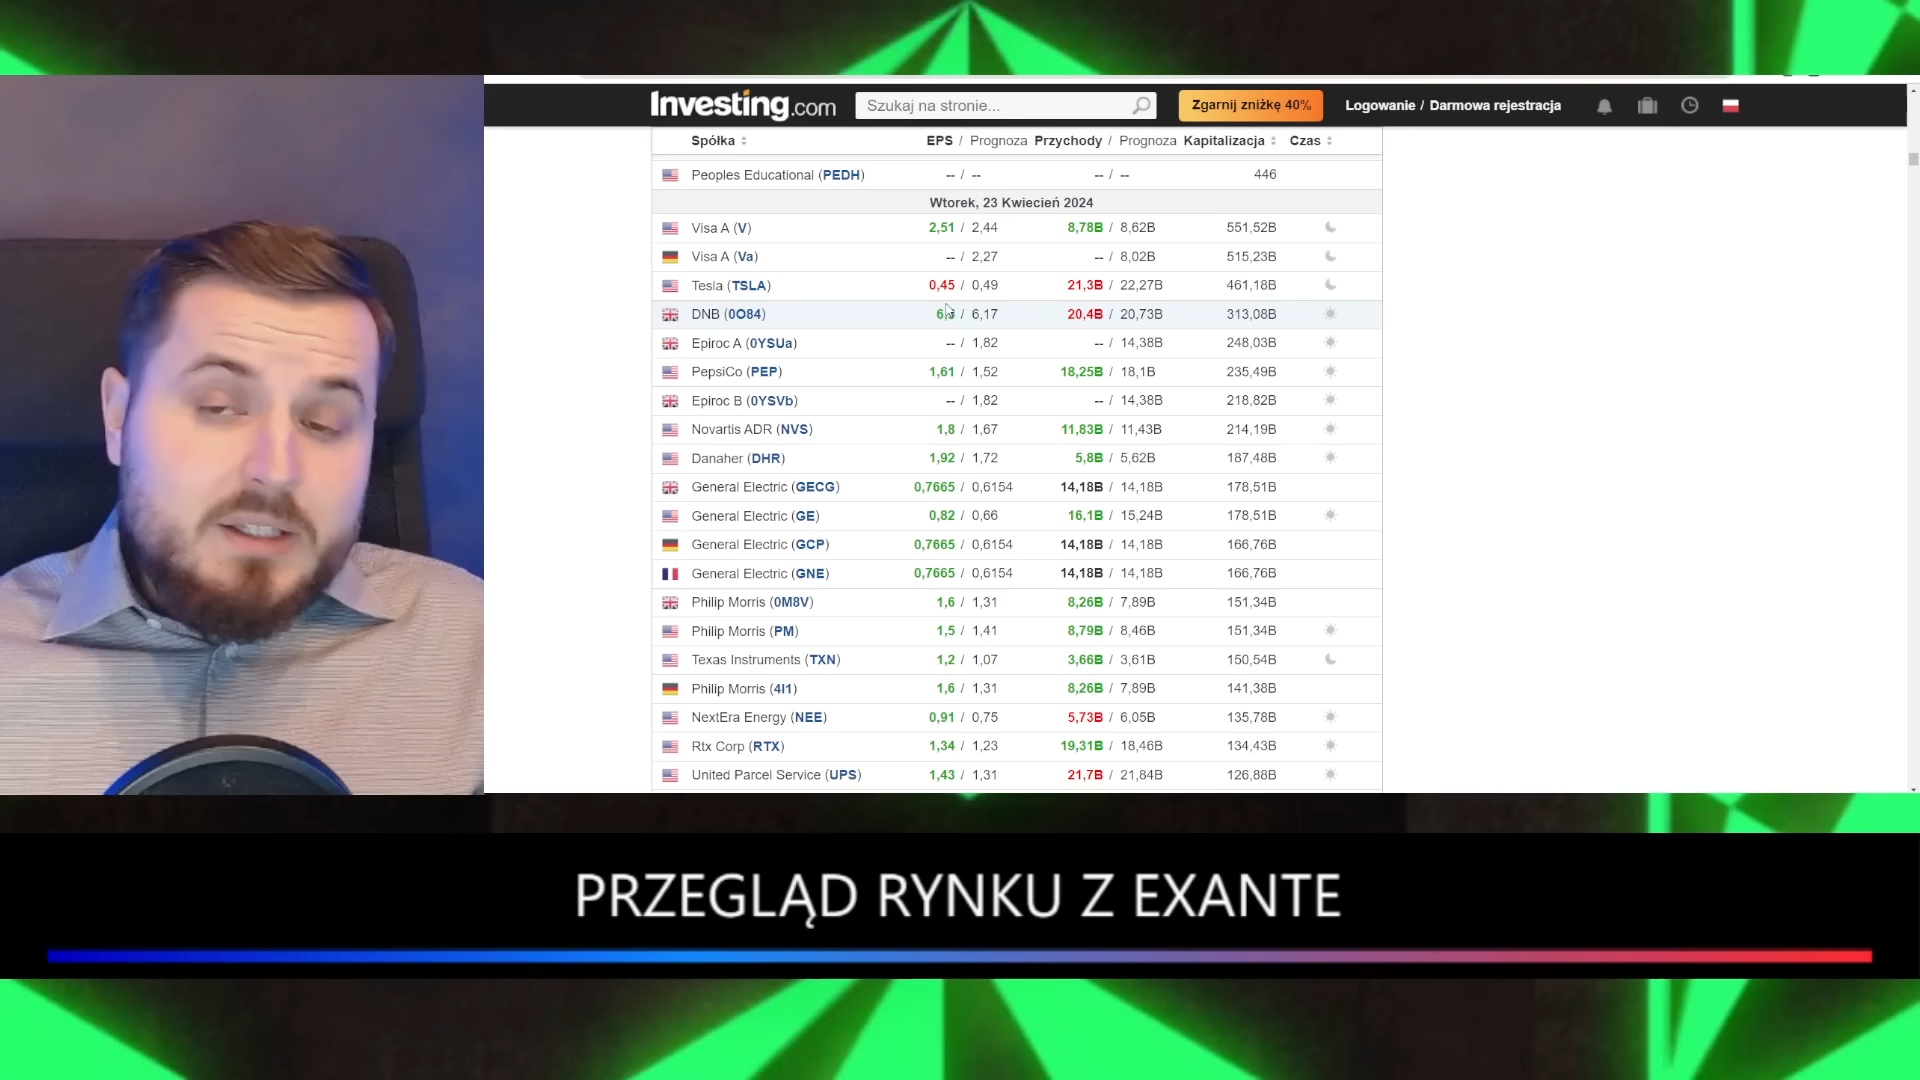 Investing.com
Szukaj na stronie...
Zgarnij zniżkę 40%
Logowanie / Darmowa rejestracja
Spółka EPS / Prognoza Przychody / Prognoza Kapitalizacja Czas
Peoples Educational (PEDH) -- / -- -- / -- 446
Wtorek, 23 Kwiecień 2024
Visa A (V) 2,51 / 2,44 8,78B / 8,62B 551,52B
Visa A (Va) -- / 2,27 -- / 8,02B 515,23B
Tesla (TSLA) 0,45 / 0,49 21,3B / 22,27B 461,18B
DNB (0O84) / 6,17 20,4B / 20,73B 313,08B
Epiroc A (0YSUa) -- / 1,82 -- / 14,38B 248,03B
PepsiCo (PEP) 1,61 / 1,52 18,25B / 18,1B 235,49B
Epiroc B (0YSVb) -- / 1,82 -- / 14,38B 218,82B
Novartis ADR (NVS) 1,8 / 1,67 11,83B / 11,43B 214,19B
Danaher (DHR) 1,92 / 1,72 5,8B / 5,62B 187,48B
General Electric (GECG) 0,7665 / 0,6154 14,18B / 14,18B 178,51B
General Electric (GE) 0,82 / 0,66 16,1B / 15,24B 178,51B
General Electric (GCP) 0,7665 / 0,6154 14,18B / 14,18B 166,76B
General Electric (GNE) 0,7665 / 0,6154 14,18B / 14,18B 166,76B
Philip Morris (0M8V) 1,6 / 1,31 8,26B / 7,89B 151,34B
Philip Morris (PM) 1,5 / 1,41 8,79B / 8,46B 151,34B
Texas Instruments (TXN) 1,2 / 1,07 3,66B / 3,61B 150,54B
Philip Morris (4I1) 1,6 / 1,31 8,26B / 7,89B 141,38B
NextEra Energy (NEE) 0,91 / 0,75 5,73B / 6,05B 135,78B
Rtx Corp (RTX) 1,34 / 1,23 19,31B / 18,46B 134,43B
United Parcel Service (UPS) 1,43 / 1,31 21,7B / 21,84B 126,88B
PRZEGLĄD RYNKU Z EXANTE